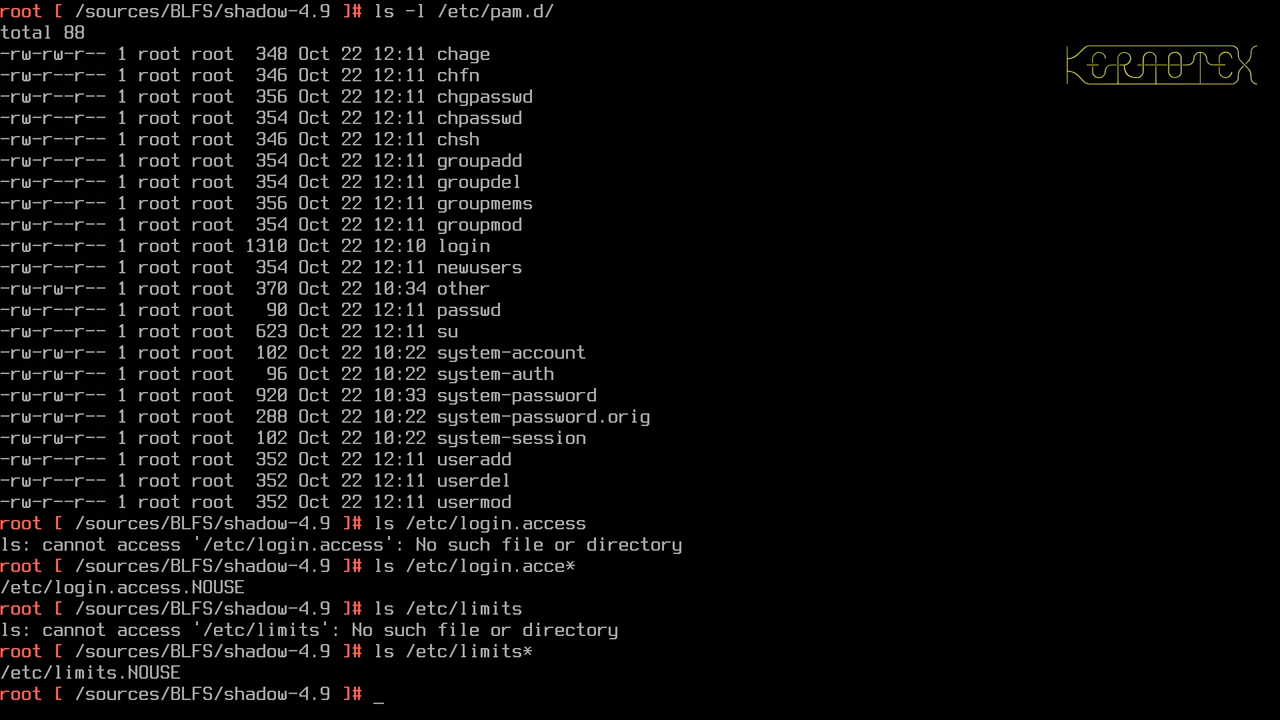 root [ /sources/BLFS/shadow-4.9 ]# ls -l /etc/pam.d/
total 88
-rw-rw-r-- 1 root root  348 Oct 22 12:11 chage
-rw-rw-r-- 1 root root  346 Oct 22 12:11 chfn
-rw-rw-r-- 1 root root  356 Oct 22 12:11 chgpasswd
-rw-rw-r-- 1 root root  354 Oct 22 12:11 chpasswd
-rw-rw-r-- 1 root root  346 Oct 22 12:11 chsh
-rw-rw-r-- 1 root root  354 Oct 22 12:11 groupadd
-rw-rw-r-- 1 root root  354 Oct 22 12:11 groupdel
-rw-rw-r-- 1 root root  356 Oct 22 12:11 groupmems
-rw-rw-r-- 1 root root  354 Oct 22 12:11 groupmod
-rw-rw-r-- 1 root root 1310 Oct 22 12:10 login
-rw-rw-r-- 1 root root  354 Oct 22 12:11 newusers
-rw-rw-r-- 1 root root  370 Oct 22 10:34 other
-rw-rw-r-- 1 root root   90 Oct 22 12:11 passwd
-rw-rw-r-- 1 root root  623 Oct 22 12:11 su
-rw-rw-r-- 1 root root  102 Oct 22 10:22 system-account
-rw-rw-r-- 1 root root   96 Oct 22 10:22 system-auth
-rw-rw-r-- 1 root root  920 Oct 22 10:33 system-password
-rw-rw-r-- 1 root root  288 Oct 22 10:22 system-password.orig
-rw-rw-r-- 1 root root  102 Oct 22 10:22 system-session
-rw-rw-r-- 1 root root  352 Oct 22 12:11 useradd
-rw-rw-r-- 1 root root  352 Oct 22 12:11 userdel
-rw-rw-r-- 1 root root  352 Oct 22 12:11 usermod
root [ /sources/BLFS/shadow-4.9 ]# ls /etc/login.access
ls: cannot access '/etc/login.access': No such file or directory
root [ /sources/BLFS/shadow-4.9 ]# ls /etc/login.acce*
/etc/login.access.NOUSE
root [ /sources/BLFS/shadow-4.9 ]# ls /etc/limits
ls: cannot access '/etc/limits': No such file or directory
root [ /sources/BLFS/shadow-4.9 ]# ls /etc/limits*
/etc/limits.NOUSE
root [ /sources/BLFS/shadow-4.9 ]# _
KERNOTEX